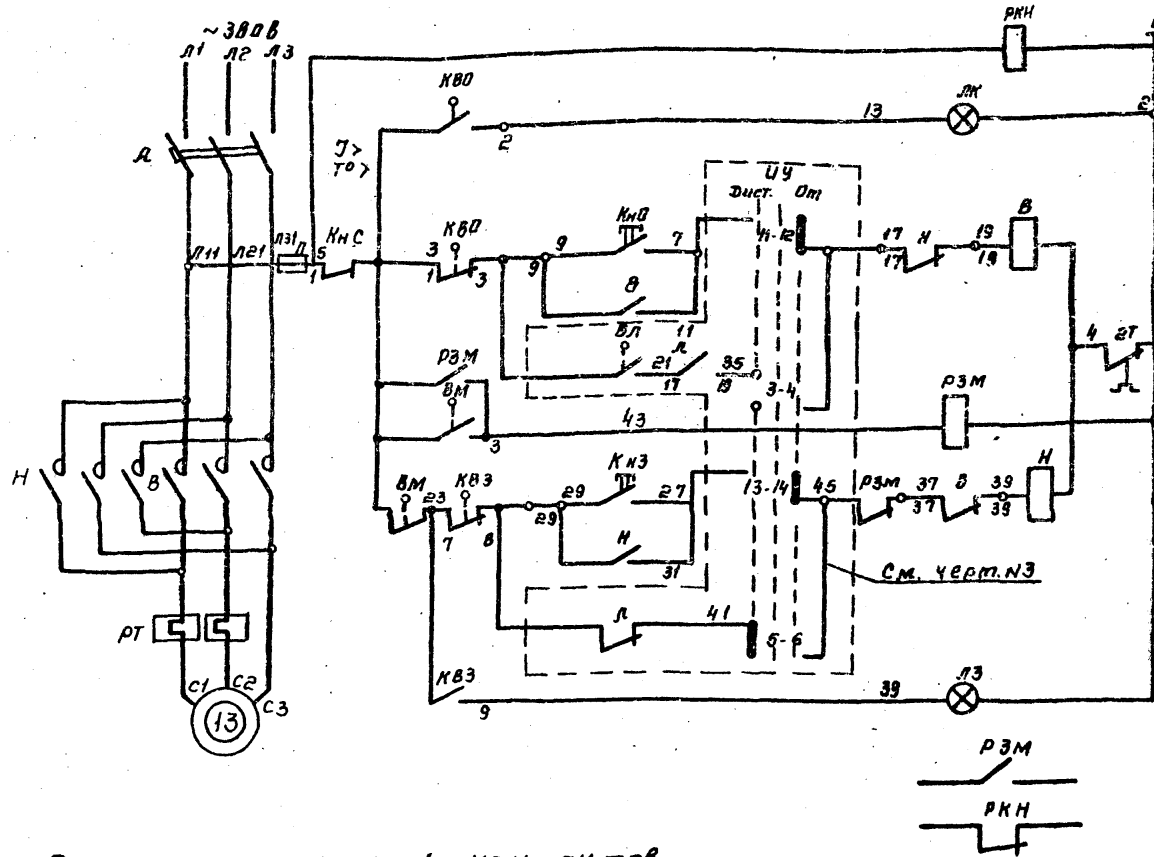 ~380В
Л1 Л2 Л3
РКН
КВО
ЛК
13
2
2
А
I>
T°>
ИУ
Дист. От
Л11 Л21 Л31 П
5
1
КнС
3 КВО
1 3
9
9
КнО
7
11-12
17
17
Н
19
19
В
В
11
ВЛ
21
17
Л
35
19
3-4
4
2Т
РЗМ
ВМ
3
43
РЗМ
Н
В
ВМ
23
КВЗ
7
8
29
29
КнЗ
27
13-14
45
РЗМ
37
37
В
39
39
Н
Н
31
См. черт. N3
Л
41
5-6
РТ
С1 С2
С3
13
КВЗ
9
39
ЛЗ
РЗМ
РКН